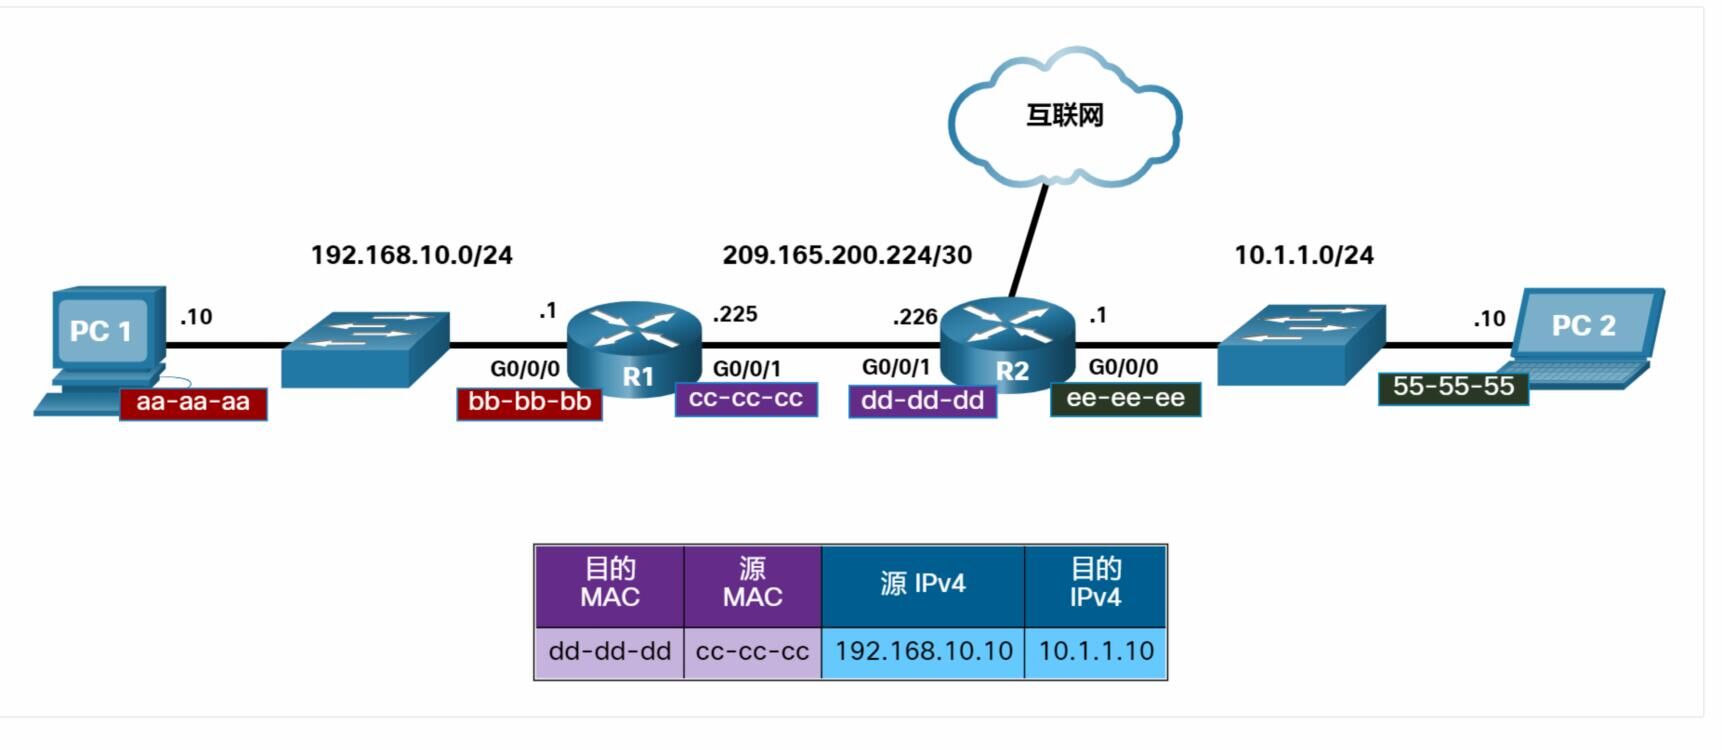 互联网
192.168.10.0/24
209.165.200.224/30
10.1.1.0/24
PC 1
.10
.1
.225
.226
.1
.10
PC 2
G0/0/0
R1
G0/0/1
G0/0/1
R2
G0/0/0
aa-aa-aa
bb-bb-bb
cc-cc-cc
dd-dd-dd
ee-ee-ee
55-55-55
目的
MAC
源
MAC
源 IPv4
目的
IPv4
dd-dd-dd
cc-cc-cc
192.168.10.10
10.1.1.10